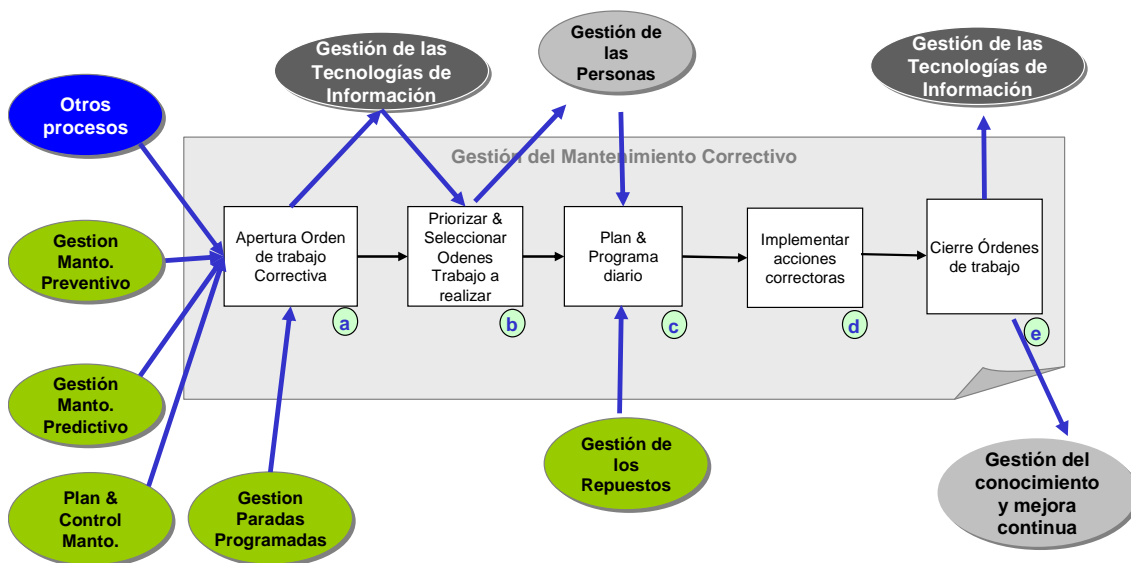 Gestión de las
Tecnologías de
Información
Gestión de
las
Personas
Gestión de las
Tecnologías de
Información
Otros
procesos
Gestión del Mantenimiento Correctivo
Apertura Orden
de trabajo
Correctiva
a
Priorizar &
Seleccionar
Odenes
Trabajo a
realizar
b
Plan &
Programa
diario
c
Implementar
acciones
correctoras
d
Cierre Órdenes
de trabajo
e
Gestion
Manto.
Preventivo
Gestión
Manto.
Predictivo
Plan &
Control
Manto.
Gestion
Paradas
Programadas
Gestión de
los
Repuestos
Gestión del
conocimiento
y mejora
continua